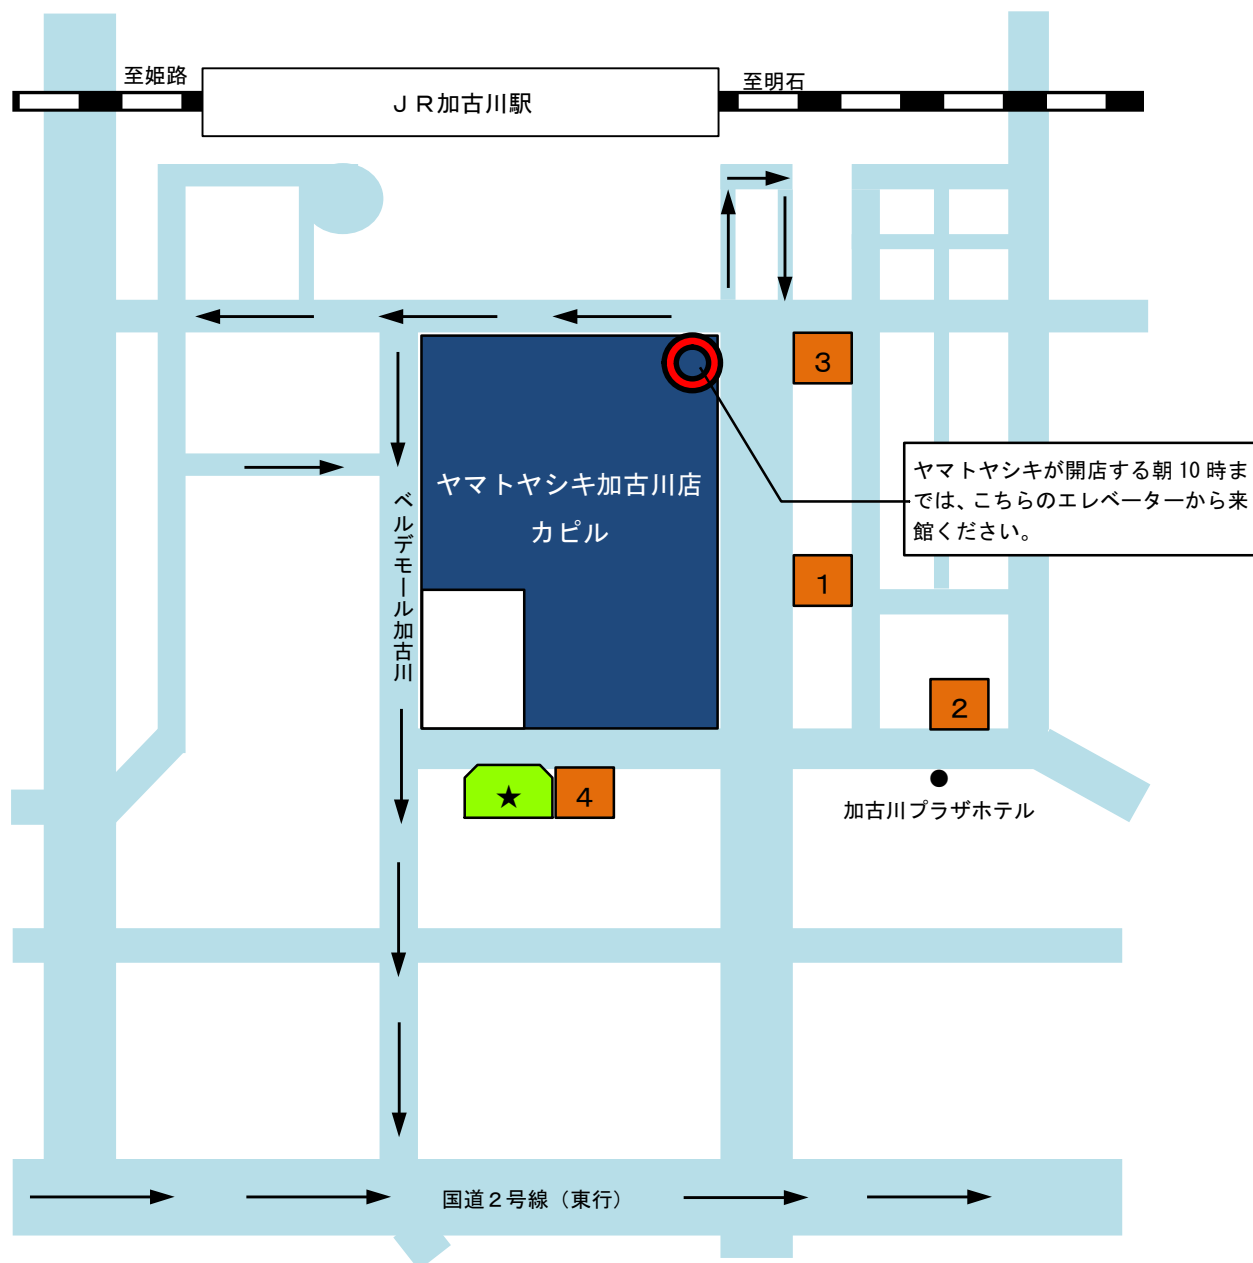 至姫路
ＪＲ加古川駅
至明石
3
ヤマトヤシキ加古川店
カピル
ヤマトヤシキが開店する朝 10 時ま
では、こちらのエレベーターから来
館ください。
ベルデモール加古川
1
2
★
4
加古川プラザホテル
国道２号線（東行）